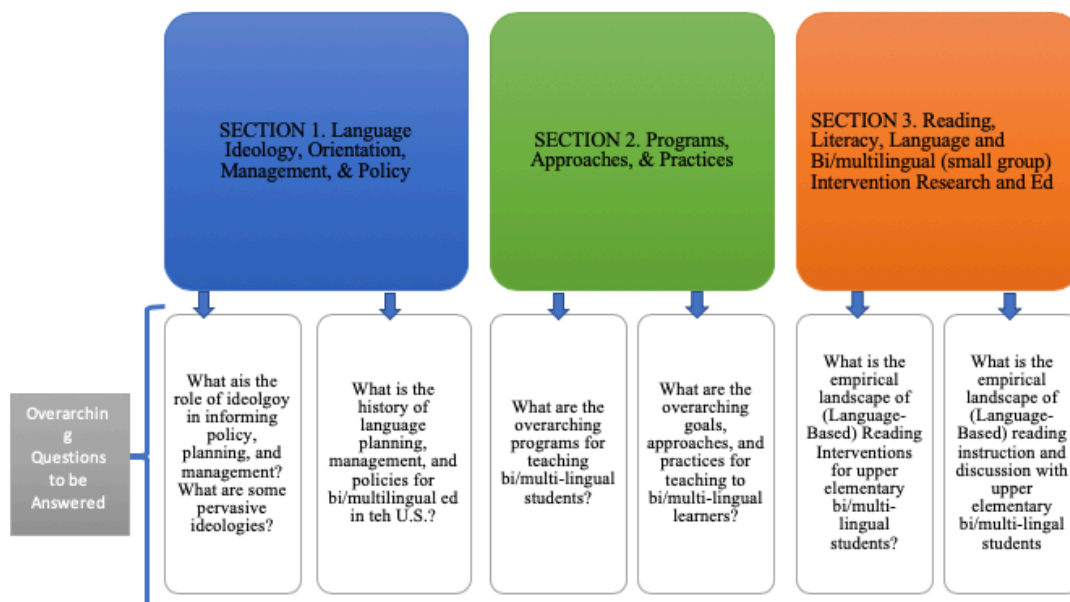 SECTION 1. Language
Ideology, Orientation,
Management, & Policy
SECTION 2. Programs,
Approaches, & Practices
SECTION 3. Reading,
Literacy, Language and
Bi/multilingual (small group)
Intervention Research and Ed
Overarchin
g
Questions
to be
Answered
What ais the
role of ideolgoy
in informing
policy,
planning, and
management?
What are some
pervasive
ideologies?
What is the
history of
language
planning,
management, and
policies for
bi/multilingual ed
in teh U.S.?
What are the
overarching
programs for
teaching
bi/multi-lingual
students?
What are the
overarching
goals,
approaches, and
practices for
teaching to
bi/multi-lingual
learners?
What is the
empirical
landscape of
(Language-
Based) Reading
Interventions
for upper
elementary
bi/multi-
lingual
students?
What is the
empirical
landscape of
(Language-
Based) reading
instruction and
discussion with
upper
elementary
bi/multi-lingal
students